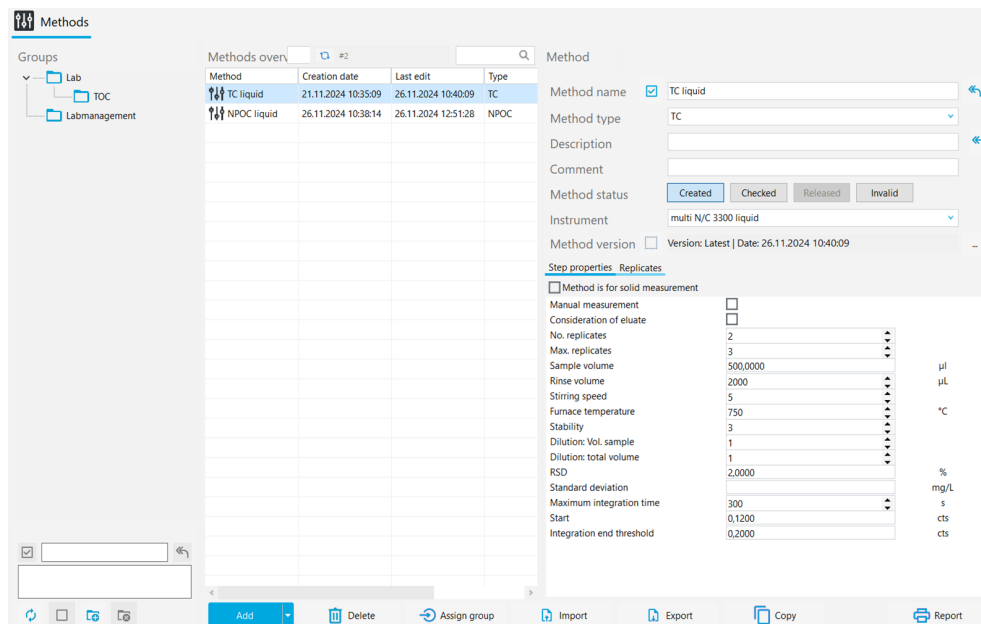 Methods
Groups
Lab
TOC
Labmanagement
Methods overv
#2
Method Creation date Last edit Type
TC liquid 21.11.2024 10:35:09 26.11.2024 10:40:09 TC
NPOC liquid 26.11.2024 10:38:14 26.11.2024 12:51:28 NPOC
Method
Method name TC liquid
Method type TC
Description
Comment
Method status Created Checked Released Invalid
Instrument multi N/C 3300 liquid
Method version Version: Latest | Date: 26.11.2024 10:40:09 ...
Step properties Replicates
Method is for solid measurement
Manual measurement
Consideration of eluate
No. replicates 2
Max. replicates 3
Sample volume 500,0000 µl
Rinse volume 2000 µL
Stirring speed 5
Furnace temperature 750 °C
Stability 3
Dilution: Vol. sample 1
Dilution: total volume 1
RSD 2,0000 %
Standard deviation mg/L
Maximum integration time 300 s
Start 0,1200 cts
Integration end threshold 0,2000 cts
Add Delete Assign group Import Export Copy Report